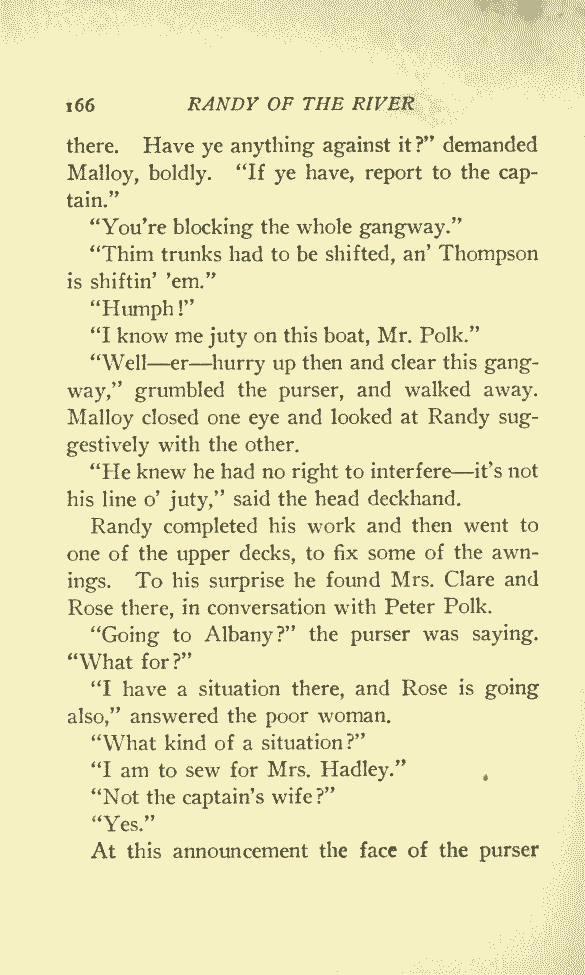 166 RANDY OF THE RIVER
there. Have ye anything against it?” demanded
Malloy, boldly. “If ye have, report to the cap-
tain.”
“You're blocking the whole gangway.”
“Thim trunks had to be shifted, an' Thompson
is shiftin' 'em.”
“Humph!”
“I know me juty on this boat, Mr. Polk.”
“Well—er—hurry up then and clear this gang-
way,” grumbled the purser, and walked away.
Malloy closed one eye and looked at Randy sug-
gestively with the other.
“He knew he had no right to interfere—it's not
his line o' juty,” said the head deckhand.
Randy completed his work and then went to
one of the upper decks, to fix some of the awn-
ings. To his surprise he found Mrs. Clare and
Rose there, in conversation with Peter Polk.
“Going to Albany?” the purser was saying.
“What for?”
“I have a situation there, and Rose is going
also,” answered the poor woman.
“What kind of a situation?”
“I am to sew for Mrs. Hadley.”
“Not the captain's wife?”
“Yes.”
At this announcement the face of the purser